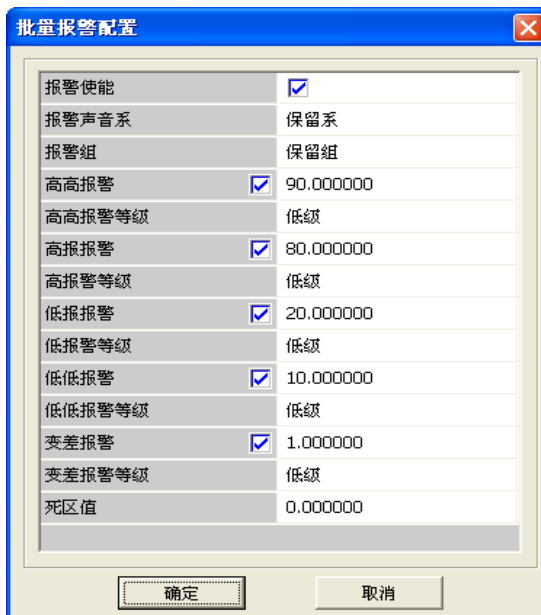 批量报警配置
报警使能
报警声音系 保留系
报警组 保留组
高高报警 90.000000
高高报警等级 低级
高报报警 80.000000
高报警等级 低级
低报报警 20.000000
低报警等级 低级
低低报警 10.000000
低低报警等级 低级
变差报警 1.000000
变差报警等级 低级
死区值 0.000000
确定 取消